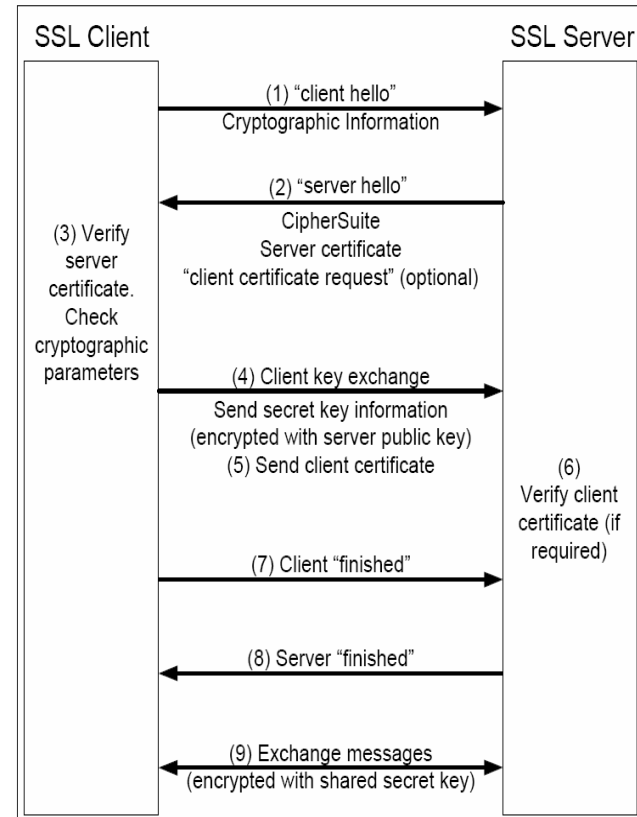 SSL Client
SSL Server
(1) “client hello”
Cryptographic Information
(2) “server hello”
CipherSuite
Server certificate
“client certificate request” (optional)
(3) Verify
server
certificate.
Check
cryptographic
parameters
(4) Client key exchange
Send secret key information
(encrypted with server public key)
(5) Send client certificate
(6)
Verify client
certificate (if
required)
(7) Client “finished”
(8) Server “finished”
(9) Exchange messages
(encrypted with shared secret key)